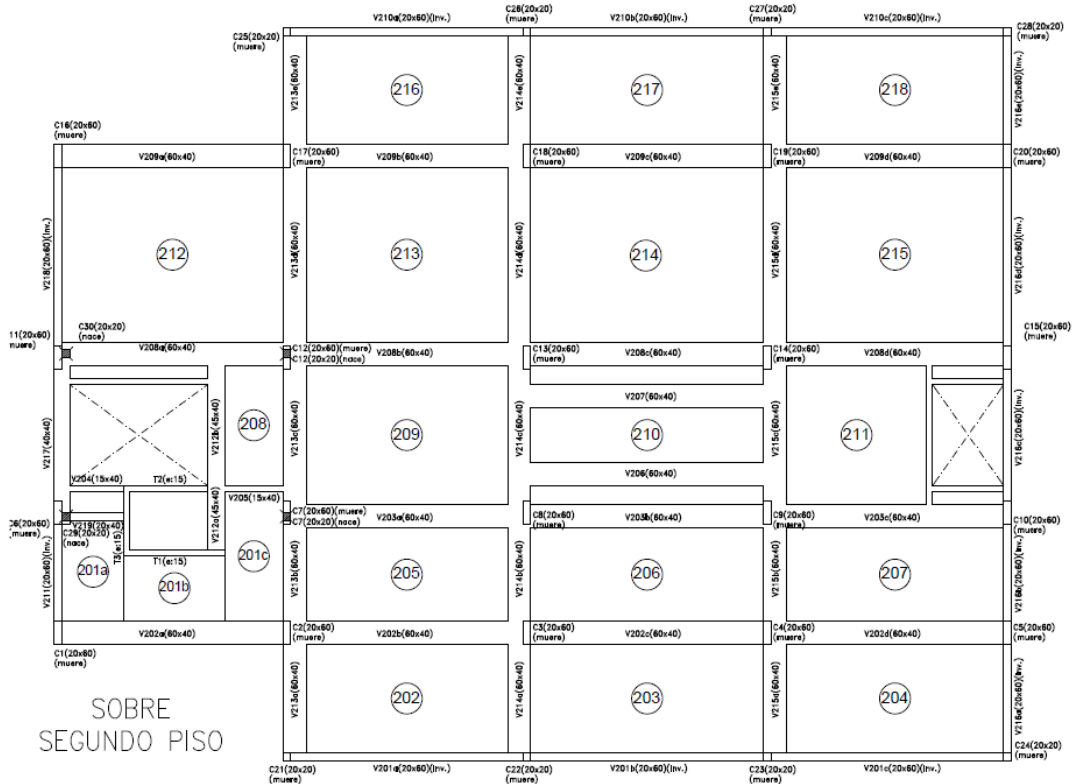 V210a(20x60)(Inv.)
C26(20x20)
(muere)
V210b(20x60)(Inv.)
C27(20x20)
(muere)
V210c(20x60)(Inv.)
C25(20x20)
(muere)
C28(20x20)
(muere)
V213e(60x40)
216
V214e(60x40)
217
V215e(60x40)
218
V216e(20x60)(Inv.)
C16(20x60)
(muere)
V209a(60x40)
C17(20x60)
(muere)
V209b(60x40)
C18(20x60)
(muere)
V209c(60x40)
C19(20x60)
(muere)
V209d(60x40)
C20(20x60)
(muere)
V218(20x60)(Inv.)
212
V213d(60x40)
213
V214d(60x40)
214
V215d(60x40)
215
V216d(20x60)(Inv.)
11(20x60)
muere)
C30(20x20)
(nace)
V208a(60x40)
C12(20x60)(muere)
C12(20x20)(nace)
V208b(60x40)
C13(20x60)
(muere)
V208c(60x40)
C14(20x60)
(muere)
V208d(60x40)
C15(20x60)
(muere)
V217(40x40)
V212b(45x40)
208
V213c(60x40)
209
V214c(60x40)
V207(60x40)
210
V206(60x40)
V215c(60x40)
211
V216c(20x60)(Inv.)
V204(15x40)
T2(e:15)
V205(15x40)
C6(20x60)
(muere)
V219(20x40)
C29(20x20)
(nace)
C7(20x60)(muere)
C7(20x20)(nace)
V203a(60x40)
C8(20x60)
(muere)
V203b(60x40)
C9(20x60)
(muere)
V203c(60x40)
C10(20x60)
(muere)
V211(20x60)(Inv.)
201a
T3(e:15)
T1(e:15)
201b
V212a(45x40)
201c
V213b(60x40)
205
V214b(60x40)
206
V215b(60x40)
207
V216b(20x60)(Inv.)
V202a(60x40)
C1(20x60)
(muere)
C2(20x60)
(muere)
V202b(60x40)
C3(20x60)
(muere)
V202c(60x40)
C4(20x60)
(muere)
V202d(60x40)
C5(20x60)
(muere)
V213a(60x40)
202
V214a(60x40)
203
V215a(60x40)
204
V216a(20x60)(Inv.)
SOBRE
SEGUNDO PISO
C21(20x20)
(muere)
V201a(20x60)(Inv.)
C22(20x20)
(muere)
V201b(20x60)(Inv.)
C23(20x20)
(muere)
V201c(20x60)(Inv.)
C24(20x20)
(muere)